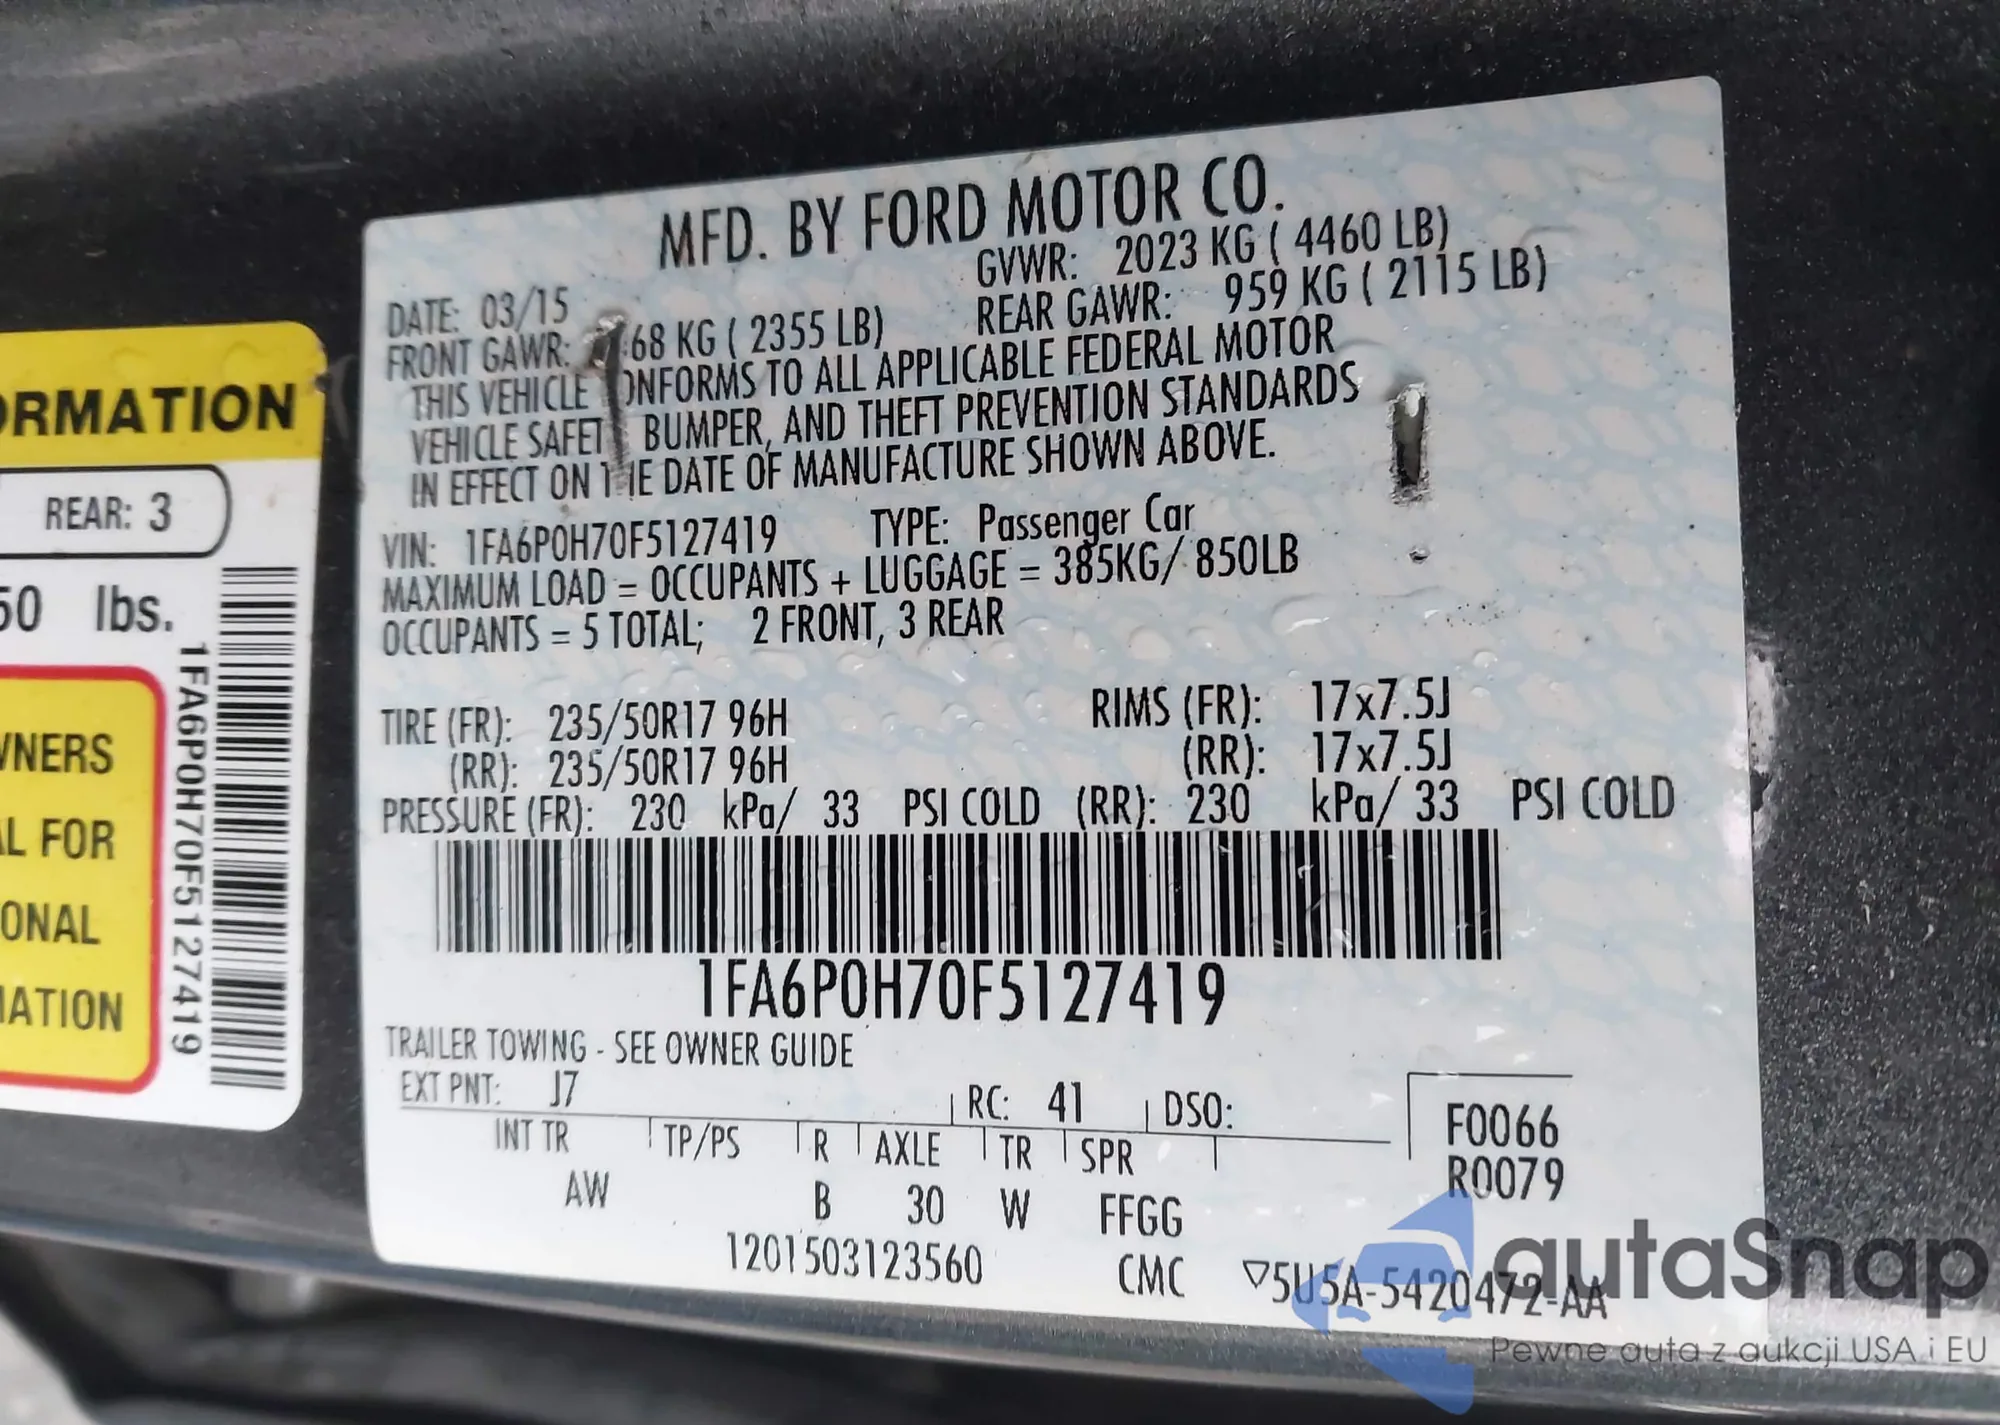 ORMATION
REAR: 3
50 lbs.
WNERS
AL FOR
ONAL
MATION
1FA6P0H70F5127419
MFD. BY FORD MOTOR CO.
DATE: 03/15 GVWR: 2023 KG ( 4460 LB)
FRONT GAWR: 68 KG ( 2355 LB) REAR GAWR: 959 KG ( 2115 LB)
THIS VEHICLE ONFORMS TO ALL APPLICABLE FEDERAL MOTOR
VEHICLE SAFET BUMPER, AND THEFT PREVENTION STANDARDS
IN EFFECT ON THE DATE OF MANUFACTURE SHOWN ABOVE.
VIN: 1FA6P0H70F5127419 TYPE: Passenger Car
MAXIMUM LOAD = OCCUPANTS + LUGGAGE = 385KG/ 850LB
OCCUPANTS = 5 TOTAL; 2 FRONT, 3 REAR
TIRE (FR): 235/50R17 96H RIMS (FR): 17x7.5J
(RR): 235/50R17 96H (RR): 17x7.5J
PRESSURE (FR): 230 kPa/ 33 PSI COLD (RR): 230 kPa/ 33 PSI COLD
1FA6P0H70F5127419
TRAILER TOWING - SEE OWNER GUIDE
EXT PNT: J7 RC: 41 DSO: F0066
INT TR TP/PS R AXLE TR SPR R0079
AW B 30 W FFGG
1201503123560 CMC ▽5U5A-5420472-AA
autaSnap
Pewne auta z aukcji USA i EU